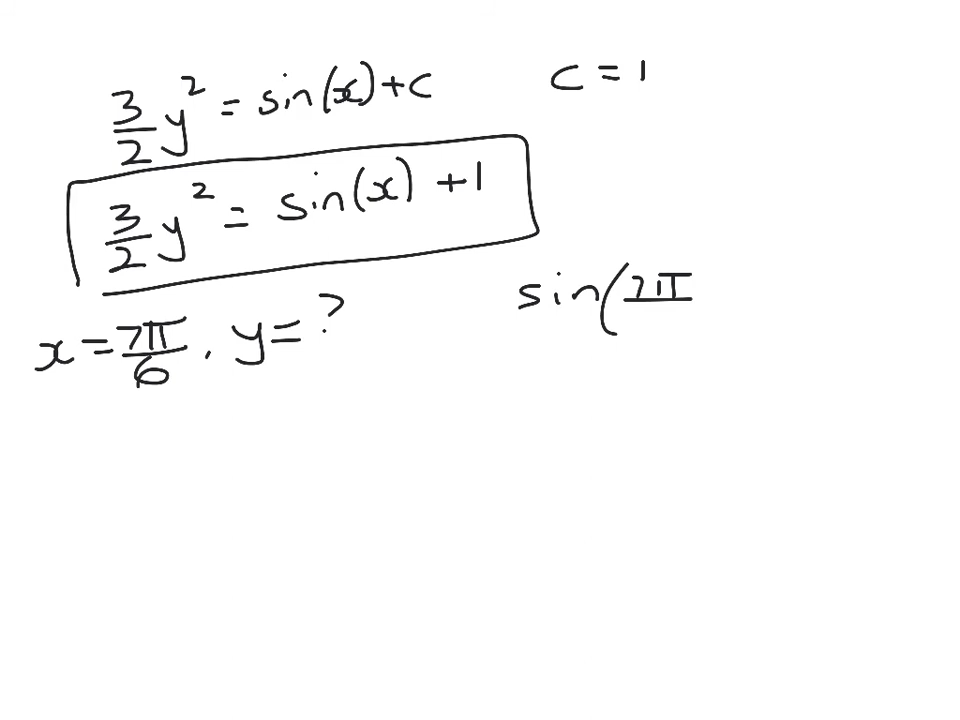 3/2 y² = sin(x) + c
c = 1
3/2 y² = sin(x) + 1
sin(7π
x = 7π/6, y = ?